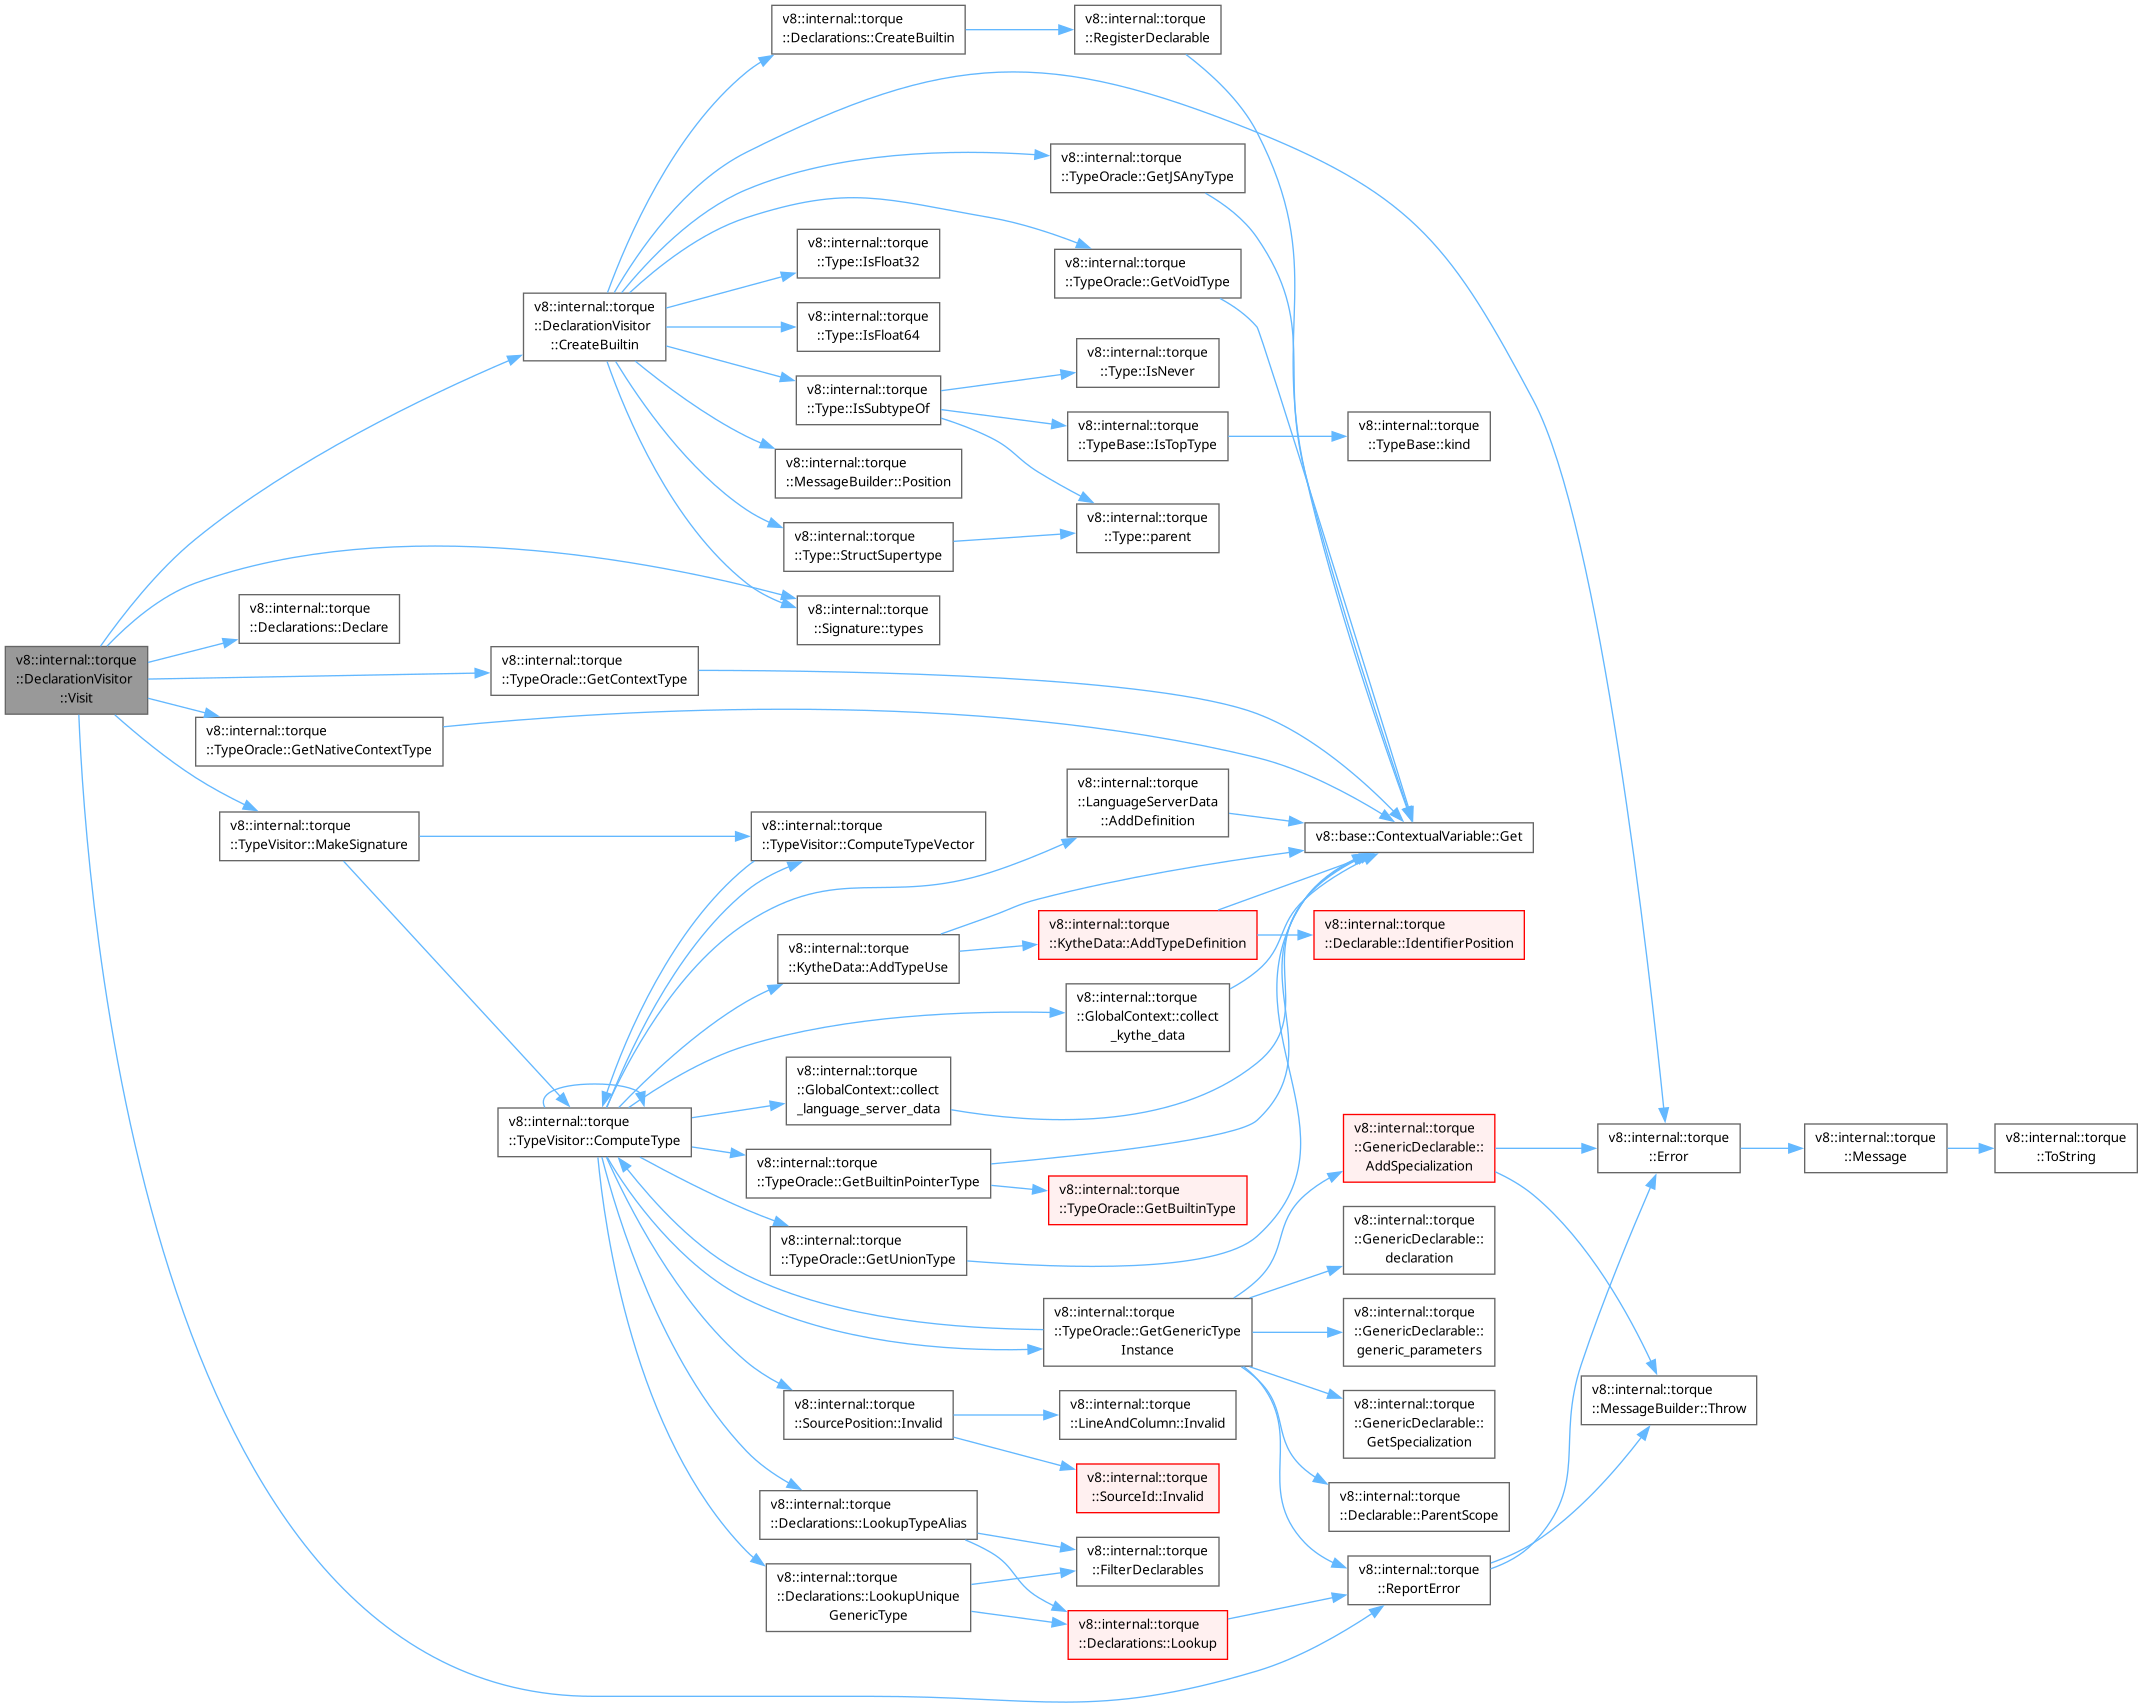 v8::internal::torque
::Declarations::CreateBuiltin
v8::internal::torque
::RegisterDeclarable
v8::internal::torque
::TypeOracle::GetJSAnyType
v8::internal::torque
::Type::IsFloat32
v8::internal::torque
::TypeOracle::GetVoidType
v8::internal::torque
::DeclarationVisitor
::CreateBuiltin
v8::internal::torque
::Type::IsFloat64
v8::internal::torque
::Type::IsNever
v8::internal::torque
::Type::IsSubtypeOf
v8::internal::torque
::TypeBase::IsTopType
v8::internal::torque
::TypeBase::kind
v8::internal::torque
::MessageBuilder::Position
v8::internal::torque
::Type::parent
v8::internal::torque
::Type::StructSupertype
v8::internal::torque
::Signature::types
v8::internal::torque
::Declarations::Declare
v8::internal::torque
::DeclarationVisitor
::Visit
v8::internal::torque
::TypeOracle::GetContextType
v8::internal::torque
::TypeOracle::GetNativeContextType
v8::internal::torque
::TypeVisitor::MakeSignature
v8::internal::torque
::TypeVisitor::ComputeTypeVector
v8::internal::torque
::LanguageServerData
::AddDefinition
v8::base::ContextualVariable::Get
v8::internal::torque
::KytheData::AddTypeUse
v8::internal::torque
::KytheData::AddTypeDefinition
v8::internal::torque
::Declarable::IdentifierPosition
v8::internal::torque
::GlobalContext::collect
_kythe_data
v8::internal::torque
::GlobalContext::collect
_language_server_data
v8::internal::torque
::TypeVisitor::ComputeType
v8::internal::torque
::TypeOracle::GetBuiltinPointerType
v8::internal::torque
::TypeOracle::GetBuiltinType
v8::internal::torque
::GenericDeclarable::
AddSpecialization
v8::internal::torque
::Error
v8::internal::torque
::Message
v8::internal::torque
::ToString
v8::internal::torque
::TypeOracle::GetUnionType
v8::internal::torque
::GenericDeclarable::
declaration
v8::internal::torque
::TypeOracle::GetGenericType
Instance
v8::internal::torque
::GenericDeclarable::
generic_parameters
v8::internal::torque
::SourcePosition::Invalid
v8::internal::torque
::LineAndColumn::Invalid
v8::internal::torque
::GenericDeclarable::
GetSpecialization
v8::internal::torque
::MessageBuilder::Throw
v8::internal::torque
::SourceId::Invalid
v8::internal::torque
::Declarations::LookupTypeAlias
v8::internal::torque
::Declarable::ParentScope
v8::internal::torque
::FilterDeclarables
v8::internal::torque
::ReportError
v8::internal::torque
::Declarations::LookupUnique
GenericType
v8::internal::torque
::Declarations::Lookup